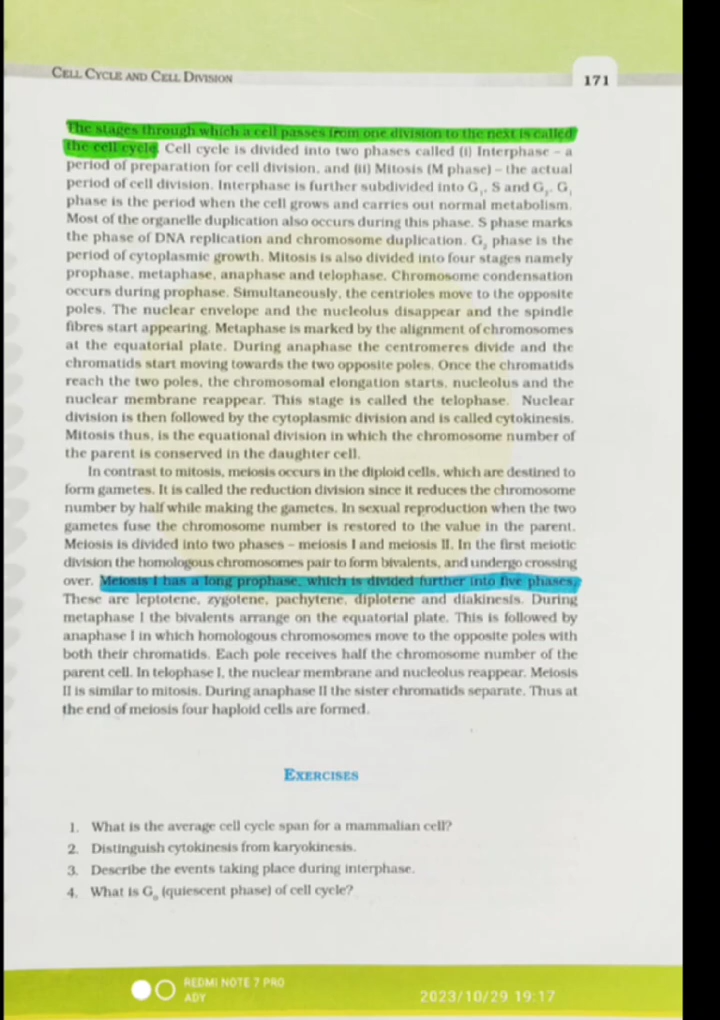 CELL CYCLE AND CELL DIVISION
171
The stages through which a cell passes from one division to the next is called
the cell cycle. Cell cycle is divided into two phases called (i) Interphase – a
period of preparation for cell division, and (ii) Mitosis (M phase) – the actual
period of cell division. Interphase is further subdivided into G₁, S and G₂. G₁
phase is the period when the cell grows and carries out normal metabolism.
Most of the organelle duplication also occurs during this phase. S phase marks
the phase of DNA replication and chromosome duplication. G₂ phase is the
period of cytoplasmic growth. Mitosis is also divided into four stages namely
prophase, metaphase, anaphase and telophase. Chromosome condensation
occurs during prophase. Simultaneously, the centrioles move to the opposite
poles. The nuclear envelope and the nucleolus disappear and the spindle
fibres start appearing. Metaphase is marked by the alignment of chromosomes
at the equatorial plate. During anaphase the centromeres divide and the
chromatids start moving towards the two opposite poles. Once the chromatids
reach the two poles, the chromosomal elongation starts, nucleolus and the
nuclear membrane reappear. This stage is called the telophase. Nuclear
division is then followed by the cytoplasmic division and is called cytokinesis.
Mitosis thus, is the equational division in which the chromosome number of
the parent is conserved in the daughter cell.
In contrast to mitosis, meiosis occurs in the diploid cells, which are destined to
form gametes. It is called the reduction division since it reduces the chromosome
number by half while making the gametes. In sexual reproduction when the two
gametes fuse the chromosome number is restored to the value in the parent.
Meiosis is divided into two phases – meiosis I and meiosis II. In the first meiotic
division the homologous chromosomes pair to form bivalents, and undergo crossing
over. Meiosis I has a long prophase, which is divided further into five phases.
These are leptotene, zygotene, pachytene, diplotene and diakinesis. During
metaphase I the bivalents arrange on the equatorial plate. This is followed by
anaphase I in which homologous chromosomes move to the opposite poles with
both their chromatids. Each pole receives half the chromosome number of the
parent cell. In telophase I, the nuclear membrane and nucleolus reappear. Meiosis
II is similar to mitosis. During anaphase II the sister chromatids separate. Thus at
the end of meiosis four haploid cells are formed.
EXERCISES
1. What is the average cell cycle span for a mammalian cell?
2. Distinguish cytokinesis from karyokinesis.
3. Describe the events taking place during interphase.
4. What is G₀ (quiescent phase) of cell cycle?
REDMI NOTE 7 PRO
ADY
2023/10/29 19:17